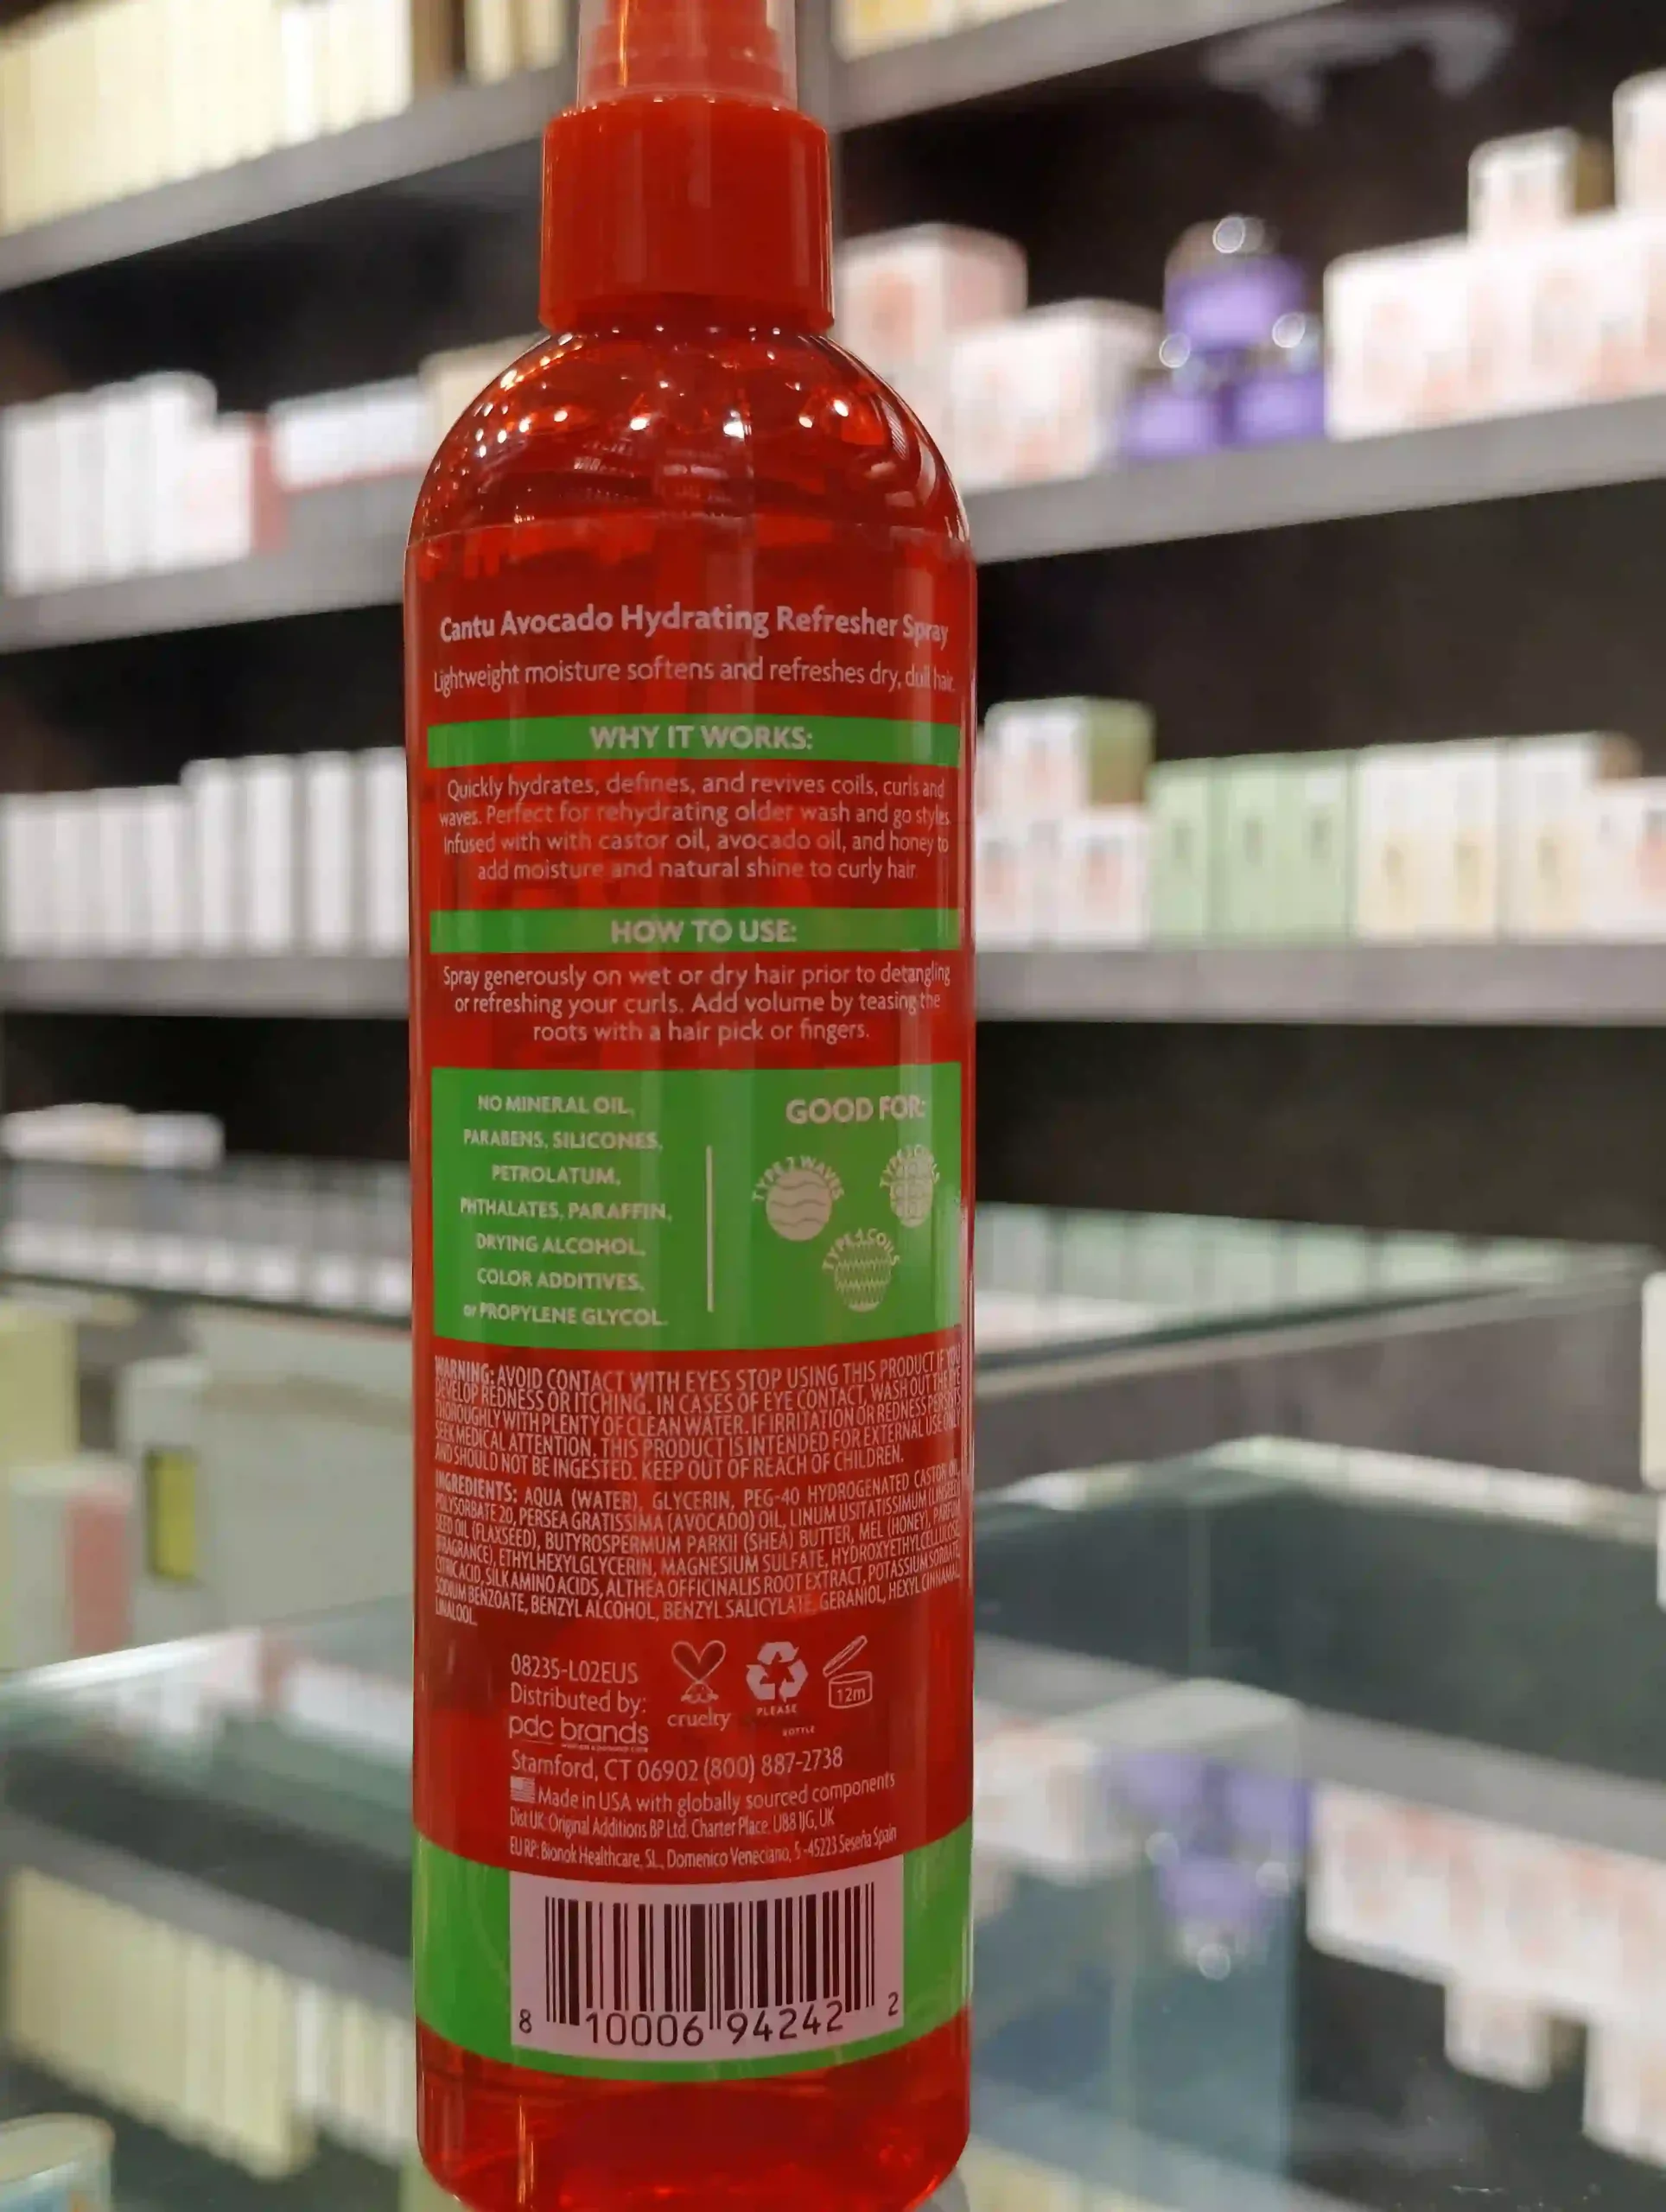 Cantu Avocado Hydrating Refresher Spray
Lightweight moisture softens and refreshes dry, dull hair.
WHY IT WORKS:
Quickly hydrates, defines, and revives coils, curls and
waves. Perfect for rehydrating older wash and go styles
Infused with with castor oil, avocado oil, and honey to
add moisture and natural shine to curly hair.
HOW TO USE:
Spray generously on wet or dry hair prior to detangling
or refreshing your curls. Add volume by teasing the
roots with a hair pick or fingers.
NO MINERAL OIL,
PARABENS, SILICONES,
PETROLATUM,
PHTHALATES, PARAFFIN,
DRYING ALCOHOL,
COLOR ADDITIVES,
or PROPYLENE GLYCOL.
GOOD FOR:
TYPE 2 WAVES
TYPE 3 CURLS
TYPE 4 COILS
WARNING: AVOID CONTACT WITH EYES STOP USING THIS PRODUCT IF YOU
DEVELOP REDNESS OR ITCHING. IN CASES OF EYE CONTACT, WASH OUT THE EYE
THOROUGHLY WITH PLENTY OF CLEAN WATER. IF IRRITATION OR REDNESS PERSISTS
SEEK MEDICAL ATTENTION. THIS PRODUCT IS INTENDED FOR EXTERNAL USE ONLY
AND SHOULD NOT BE INGESTED. KEEP OUT OF REACH OF CHILDREN.
INGREDIENTS: AQUA (WATER), GLYCERIN, PEG-40 HYDROGENATED CASTOR OIL,
POLYSORBATE 20, PERSEA GRATISSIMA (AVOCADO) OIL, LINUM USITATISSIMUM (LINSEED)
SEED OIL (FLAXSEED), BUTYROSPERMUM PARKII (SHEA) BUTTER, MEL (HONEY), PARFUM
(FRAGRANCE), ETHYLHEXYLGLYCERIN, MAGNESIUM SULFATE, HYDROXYETHYLCELLULOSE,
CITRIC ACID, SILK AMINO ACIDS, ALTHEA OFFICINALIS ROOT EXTRACT, POTASSIUM SORBATE,
SODIUM BENZOATE, BENZYL ALCOHOL, BENZYL SALICYLATE, GERANIOL, HEXYL CINNAMAL,
LINALOOL.
08235-L02EUS
Distributed by:
pdc brands
cruelty
PLEASE
BOTTLE
12m
Stamford, CT 06902 (800) 887-2738
Made in USA with globally sourced components
Dist UK: Original Additions BP Ltd. Charter Place. UB8 1JG, UK
EU RP: Bionok Healthcare, SL., Domenico Veneciano, 5 -45223 Seseña Spain
8 10006 94242 2